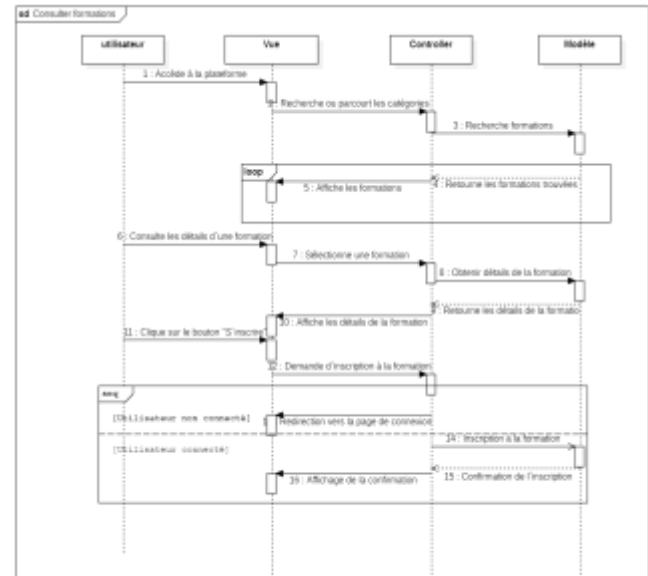 sd Consulter formations
utilisateur
Vue
Controller
Modèle
1 : Accède à la plateforme
2 : Recherche ou parcourt les catégories
3 : Recherche formations
loop
4 : Retourne les formations trouvées
5 : Affiche les formations
6 : Consulte les détails d'une formation
7 : Sélectionne une formation
8 : Obtenir détails de la formation
9 : Retourne les détails de la formatio
10 : Affiche les détails de la formation
11 : Clique sur le bouton "S'inscrire"
12 : Demande d'inscription à la formation
[Utilisateur non connecté]
Redirection vers la page de connexion
14 : Inscription à la formation
[Utilisateur connecté]
15 : Confirmation de l'inscription
16 : Affichage de la confirmation